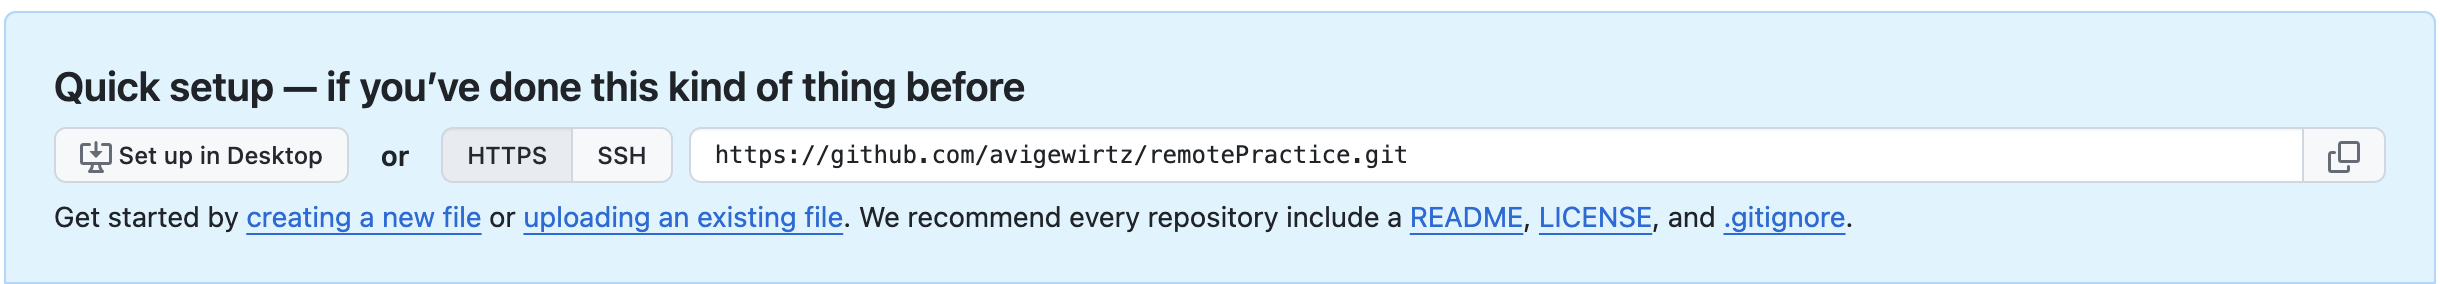 Quick setup — if you’ve done this kind of thing before
Set up in Desktop or HTTPS SSH https://github.com/avigewirtz/remotePractice.git
Get started by creating a new file or uploading an existing file. We recommend every repository include a README, LICENSE, and .gitignore.